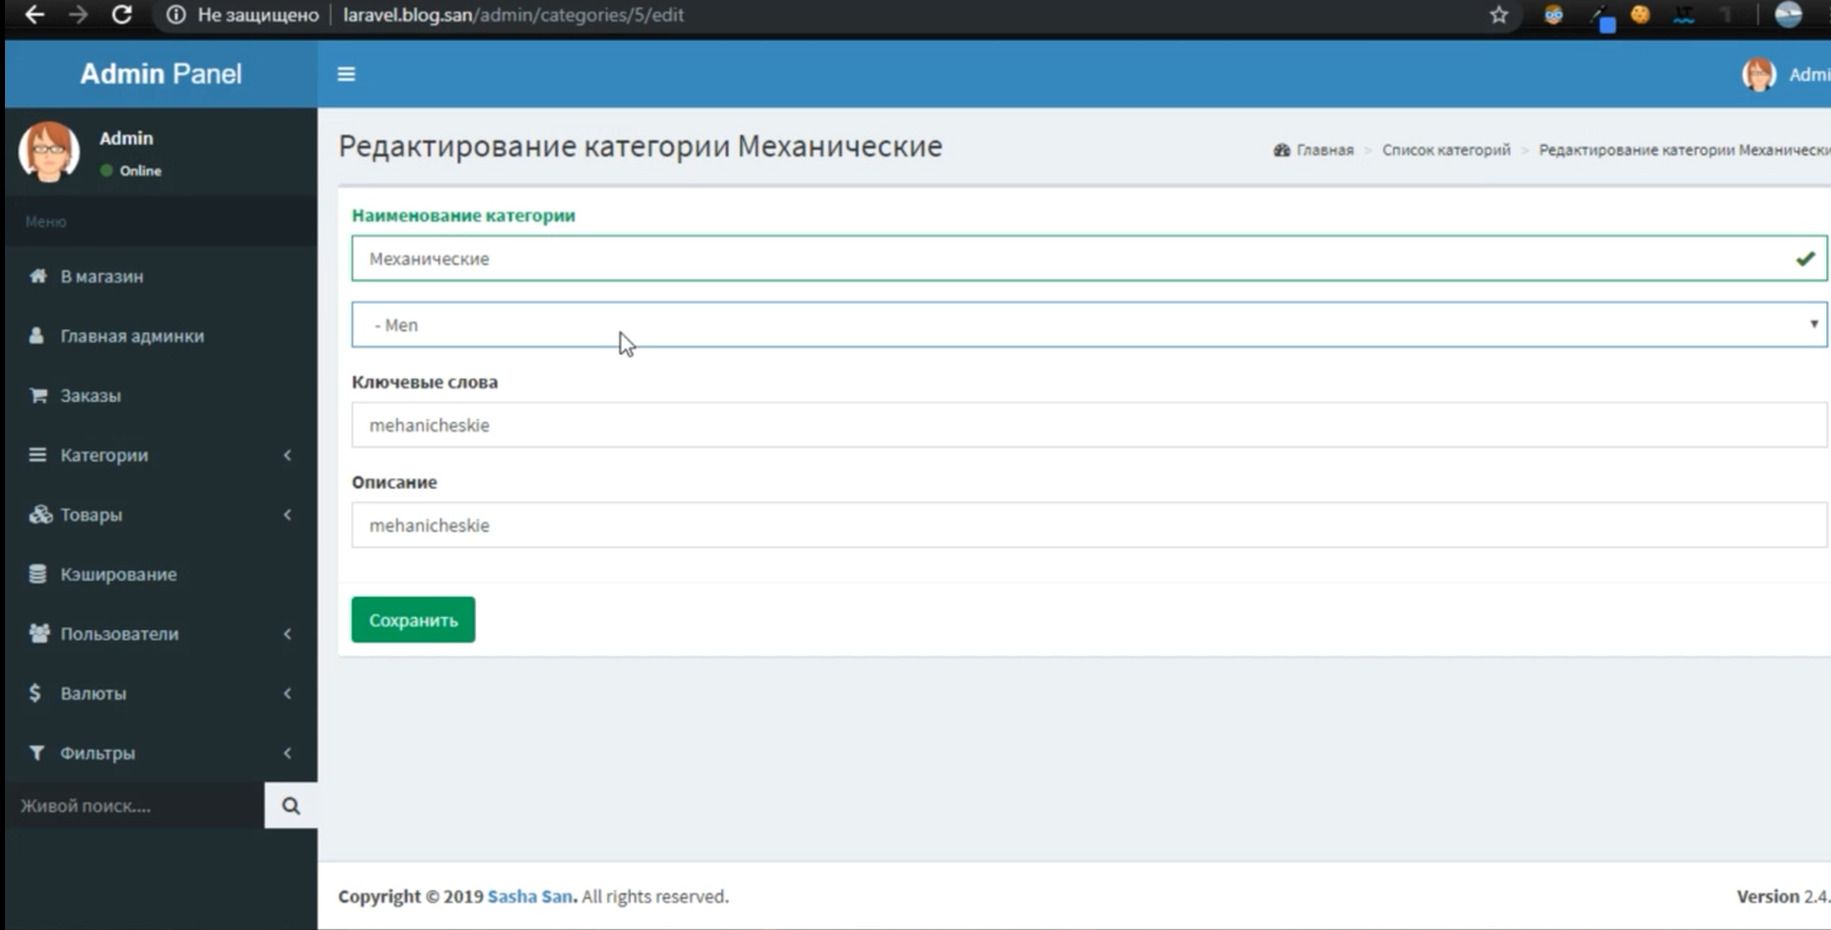 Не защищено laravel.blog.san/admin/categories/5/edit
Admin Panel
Admin
Online
Меню
В магазин
Главная админки
Заказы
Категории
Товары
Кэширование
Пользователи
Валюты
Фильтры
Живой поиск....
Редактирование категории Механические
Главная > Список категорий > Редактирование категории Механически
Наименование категории
Механические
- Men
Ключевые слова
mehanicheskie
Описание
mehanicheskie
Сохранить
Copyright © 2019 Sasha San. All rights reserved.
Version 2.4.